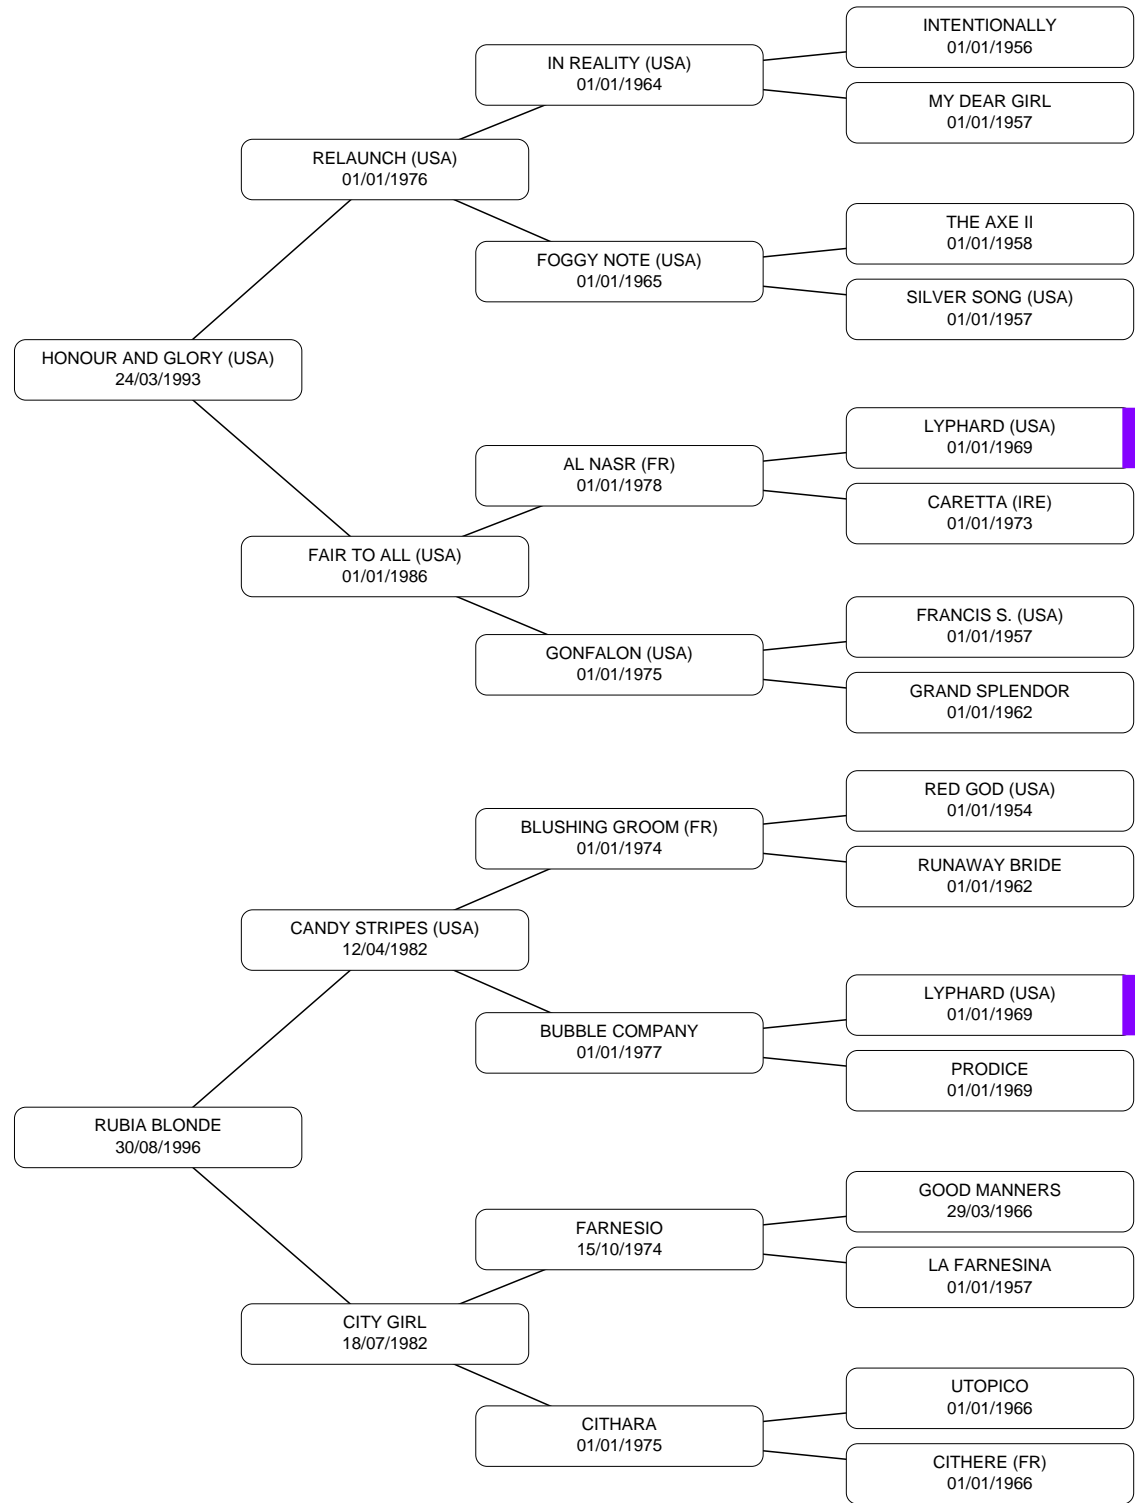 INTENTIONALLY
01/01/1956
IN REALITY (USA)
01/01/1964
MY DEAR GIRL
01/01/1957
RELAUNCH (USA)
01/01/1976
THE AXE II
01/01/1958
FOGGY NOTE (USA)
01/01/1965
SILVER SONG (USA)
01/01/1957
HONOUR AND GLORY (USA)
24/03/1993
LYPHARD (USA)
01/01/1969
AL NASR (FR)
01/01/1978
CARETTA (IRE)
01/01/1973
FAIR TO ALL (USA)
01/01/1986
FRANCIS S. (USA)
01/01/1957
GONFALON (USA)
01/01/1975
GRAND SPLENDOR
01/01/1962
RED GOD (USA)
01/01/1954
BLUSHING GROOM (FR)
01/01/1974
RUNAWAY BRIDE
01/01/1962
CANDY STRIPES (USA)
12/04/1982
LYPHARD (USA)
01/01/1969
BUBBLE COMPANY
01/01/1977
PRODICE
01/01/1969
RUBIA BLONDE
30/08/1996
GOOD MANNERS
29/03/1966
FARNESIO
15/10/1974
LA FARNESINA
01/01/1957
CITY GIRL
18/07/1982
UTOPICO
01/01/1966
CITHARA
01/01/1975
CITHERE (FR)
01/01/1966